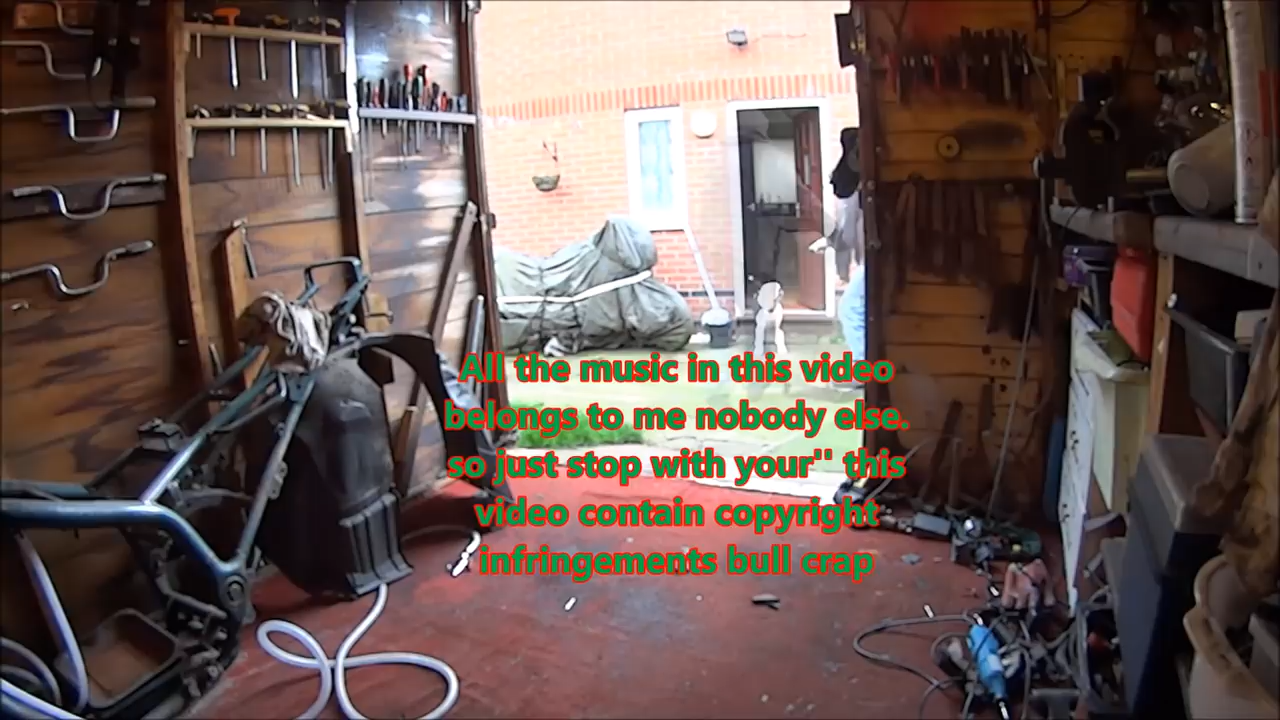 All the music in this video
belongs to me nobody else.
so just stop with your'' this
video contain copyright
infringements bull crap